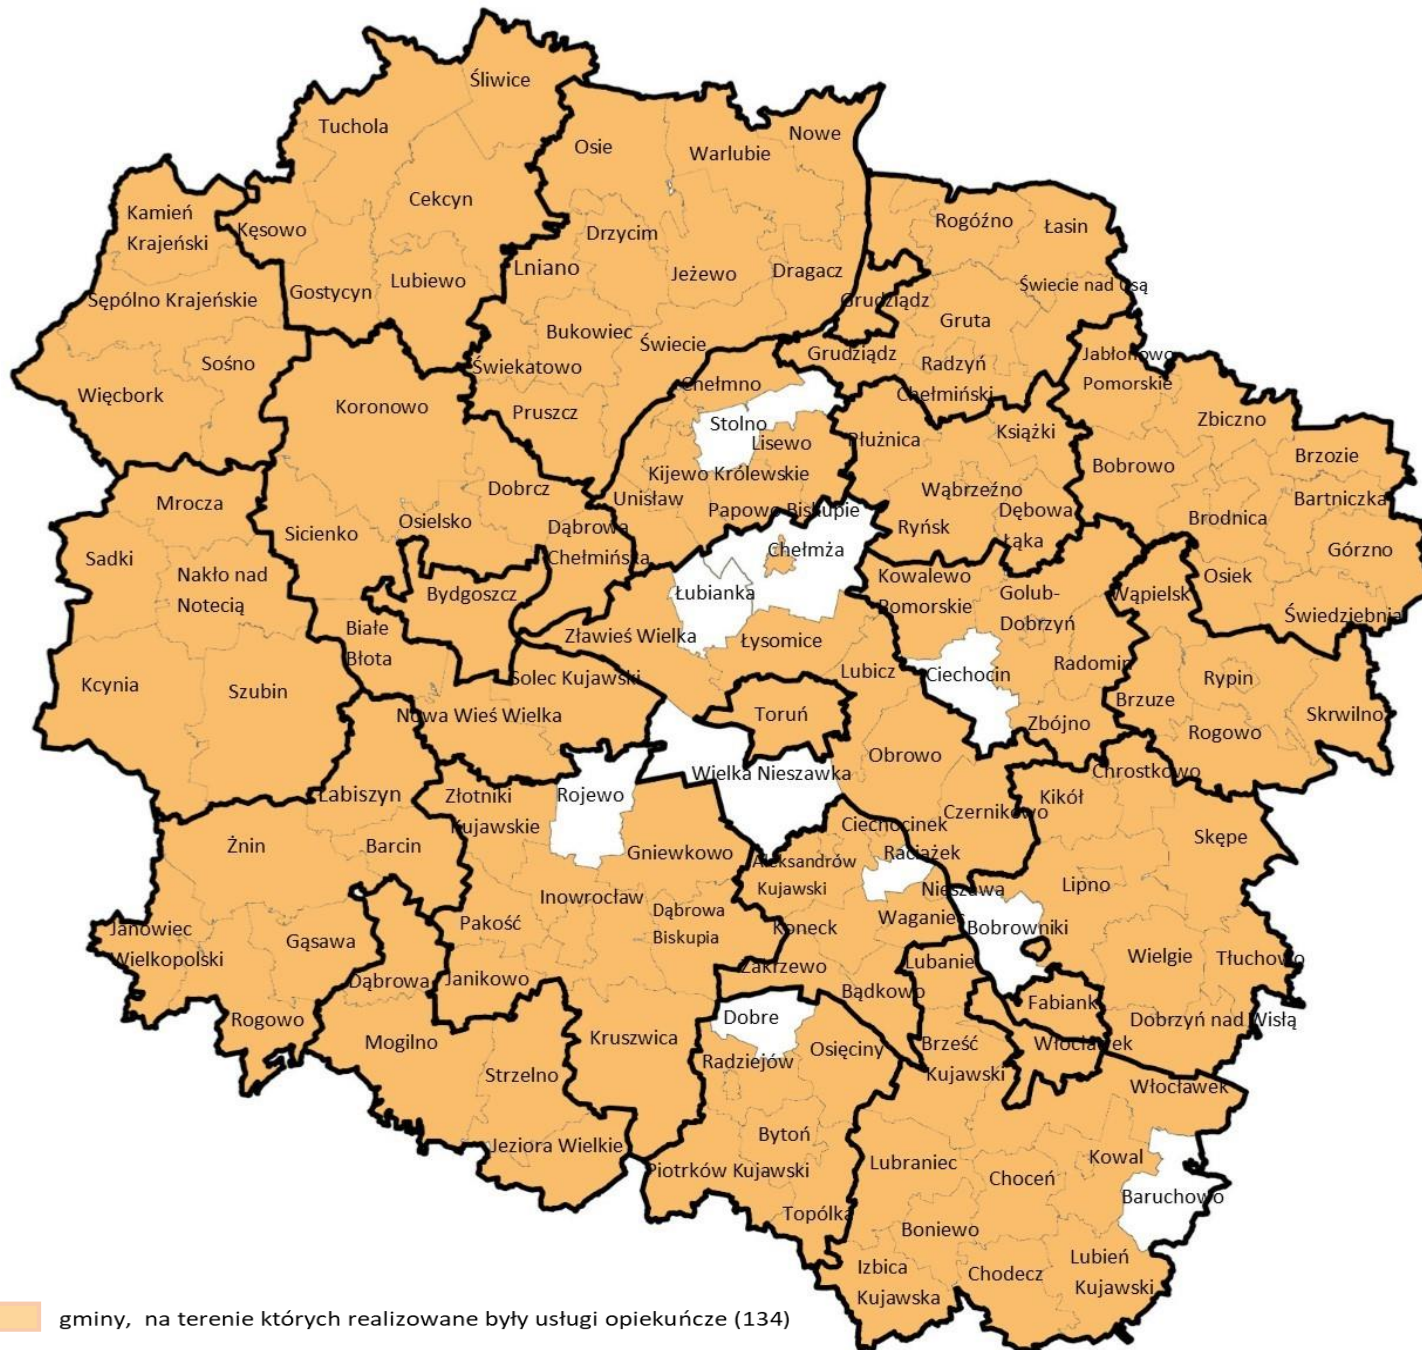 Śliwice
Tuchola
Nowe
Osie
Warlubie
Cekcyn
Kamień
Krajeński
Kęsowo
Rogóźno
Łasin
Drzycim
Lniano
Jeżewo
Dragacz
Lubiewo
Gostycyn
Świecie nad Osą
Sępólno Krajeńskie
Grudziądz
Gruta
Bukowiec
Świecie
Grudziądz
Jabłonowo
Pomorskie
Sośno
Świekatowo
Radzyń
Chełmiński
Chełmno
Więcbork
Koronowo
Pruszcz
Stolno
Lisewo
Zbiczno
Płużnica
Książki
Brzozie
Bobrowo
Kijewo Królewskie
Dobrcz
Wąbrzeźno
Bartniczka
Mrocza
Unisław
Papowo Biskupie
Dębowa
Łąka
Brodnica
Osielsko
Dąbrowa
Chełmińska
Ryńsk
Sicienko
Górzno
Chełmża
Sadki
Nakło nad
Notecią
Kowalewo
Pomorskie
Osiek
Bydgoszcz
Łubianka
Golub-
Dobrzyń
Wąpielsk
Świedziebnia
Białe
Błota
Zławieś Wielka
Łysomice
Radomin
Lubicz
Ciechocin
Rypin
Kcynia
Szubin
Solec Kujawski
Brzuze
Nowa Wieś Wielka
Toruń
Skrwilno
Zbójno
Rogowo
Obrowo
Wielka Nieszawka
Chrostkowo
Łabiszyn
Złotniki
Kujawskie
Rojewo
Kikół
Czernikowo
Ciechocinek
Skępe
Żnin
Barcin
Gniewkowo
Raciążek
Aleksandrów
Kujawski
Lipno
Nieszawa
Inowrocław
Dąbrowa
Biskupia
Waganiec
Pakość
Koneck
Bobrowniki
Janowiec
Wielkopolski
Gąsawa
Wielgie
Tłuchowo
Zakrzewo
Lubanie
Dąbrowa
Janikowo
Bądkowo
Fabiank
Rogowo
Dobre
Dobrzyń nad Wisłą
Mogilno
Kruszwica
Osięciny
Brześć
Kujawski
Włocławek
Radziejów
Strzelno
Włocławek
Bytoń
Jeziora Wielkie
Kowal
Lubraniec
Piotrków Kujawski
Choceń
Baruchowo
Topólka
Boniewo
Lubień
Kujawski
Izbica
Kujawska
Chodecz
gminy, na terenie których realizowane były usługi opiekuńcze (134)